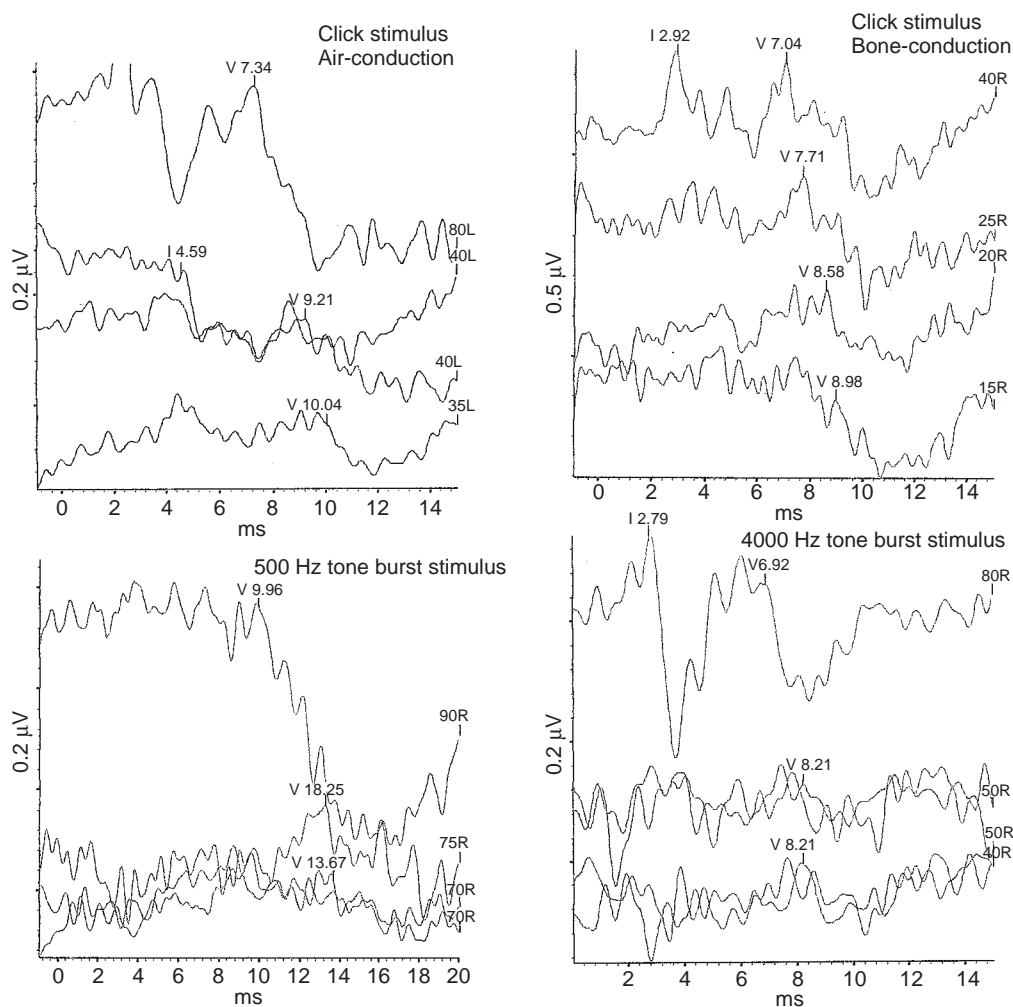 Click stimulus
Air-conduction
V 7.34
80L
40L
I 4.59
V 9.21
40L
V 10.04
35L
0.2 μV
0 2 4 6 8 10 12 14
ms
Click stimulus
Bone-conduction
I 2.92
V 7.04
40R
V 7.71
25R
20R
V 8.58
V 8.98
15R
0.5 μV
0 2 4 6 8 10 12 14
ms
500 Hz tone burst stimulus
V 9.96
90R
V 18.25
75R
V 13.67
70R
70R
0.2 μV
0 2 4 6 8 10 12 14 16 18 20
ms
I 2.79
4000 Hz tone burst stimulus
V6.92
80R
V 8.21
50R
50R
V 8.21
40R
0.2 μV
2 4 6 8 10 12 14
ms